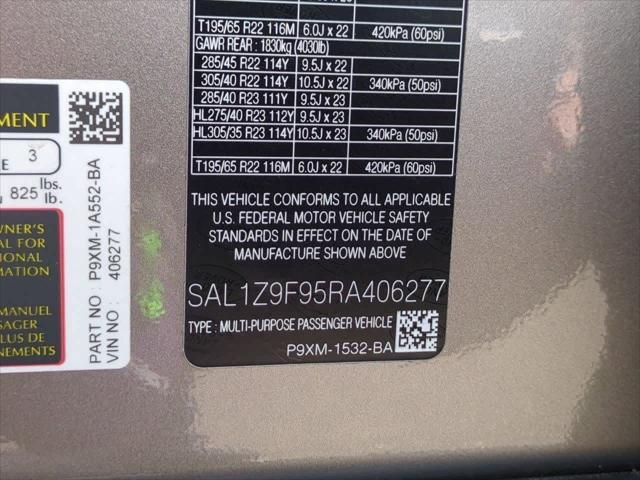 T195/65 R22 116M 6.0J x 22 420kPa (60psi)
GAWR REAR : 1830kg (4030lb)
285/45 R22 114Y 9.5J x 22
305/40 R22 114Y 10.5J x 22 340kPa (50psi)
285/40 R23 111Y 9.5J x 23
HL275/40 R23 112Y 9.5J x 23
HL305/35 R23 114Y 10.5J x 23 340kPa (50psi)
T195/65 R22 116M 6.0J x 22 420kPa (60psi)
THIS VEHICLE CONFORMS TO ALL APPLICABLE
U.S. FEDERAL MOTOR VEHICLE SAFETY
STANDARDS IN EFFECT ON THE DATE OF
MANUFACTURE SHOWN ABOVE
SAL1Z9F95RA406277
TYPE : MULTI-PURPOSE PASSENGER VEHICLE
P9XM-1532-BA
EMENT
E 3
825 lbs.
lb.
WNER'S
AL FOR
TIONAL
MATION
MANUEL
SAGER
LUS DE
NEMENTS
PART NO : P9XM-1A552-BA
VIN NO : 406277